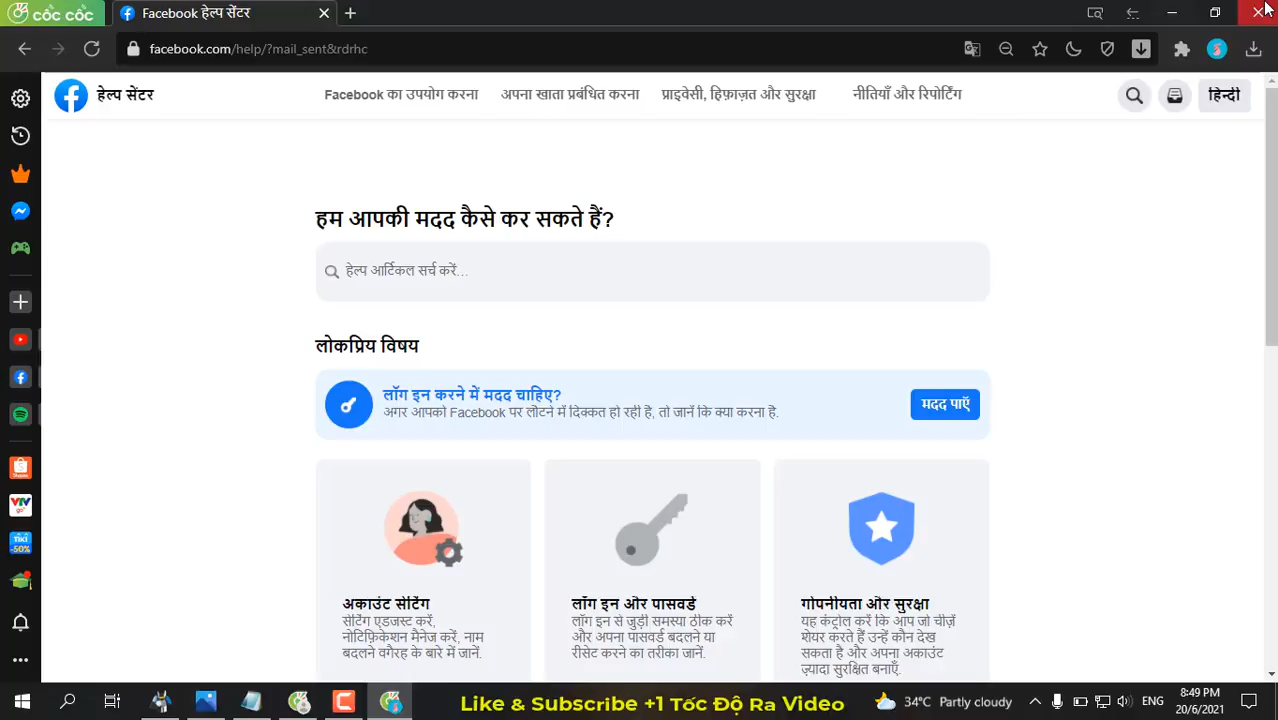 cốc cốc
Facebook हेल्प सेंटर
facebook.com/help/?mail_sent&rdrhc
हेल्प सेंटर
Facebook का उपयोग करना
अपना खाता प्रबंधित करना
प्राइवेसी, हिफ़ाज़त और सुरक्षा
नीतियाँ और रिपोर्टिंग
हिन्दी
हम आपकी मदद कैसे कर सकते हैं?
हेल्प आर्टिकल सर्च करें...
लोकप्रिय विषय
लॉग इन करने में मदद चाहिए?
अगर आपको Facebook पर लौटने में दिक्कत हो रही है, तो जानें कि क्या करना है.
मदद पाएँ
अकाउंट सेटिंग
सेटिंग एडजस्ट करें,
नोटिफ़िकेशन मैनेज करें, नाम
बदलने वगैरह के बारे में जानें.
लॉग इन और पासवर्ड
लॉग इन से जुड़ी समस्या ठीक करें
और अपना पासवर्ड बदलने या
रीसेट करने का तरीका जानें.
गोपनीयता और सुरक्षा
यह कंट्रोल करें कि आप जो चीज़ें
शेयर करते हैं उन्हें कौन देख
सकता है और अपना अकाउंट
ज़्यादा सुरक्षित बनाएँ.
VTV
go
TIKI
-50%
Like & Subscribe +1 Tốc Độ Ra Video
34°C Partly cloudy
ENG
8:49 PM
20/6/2021